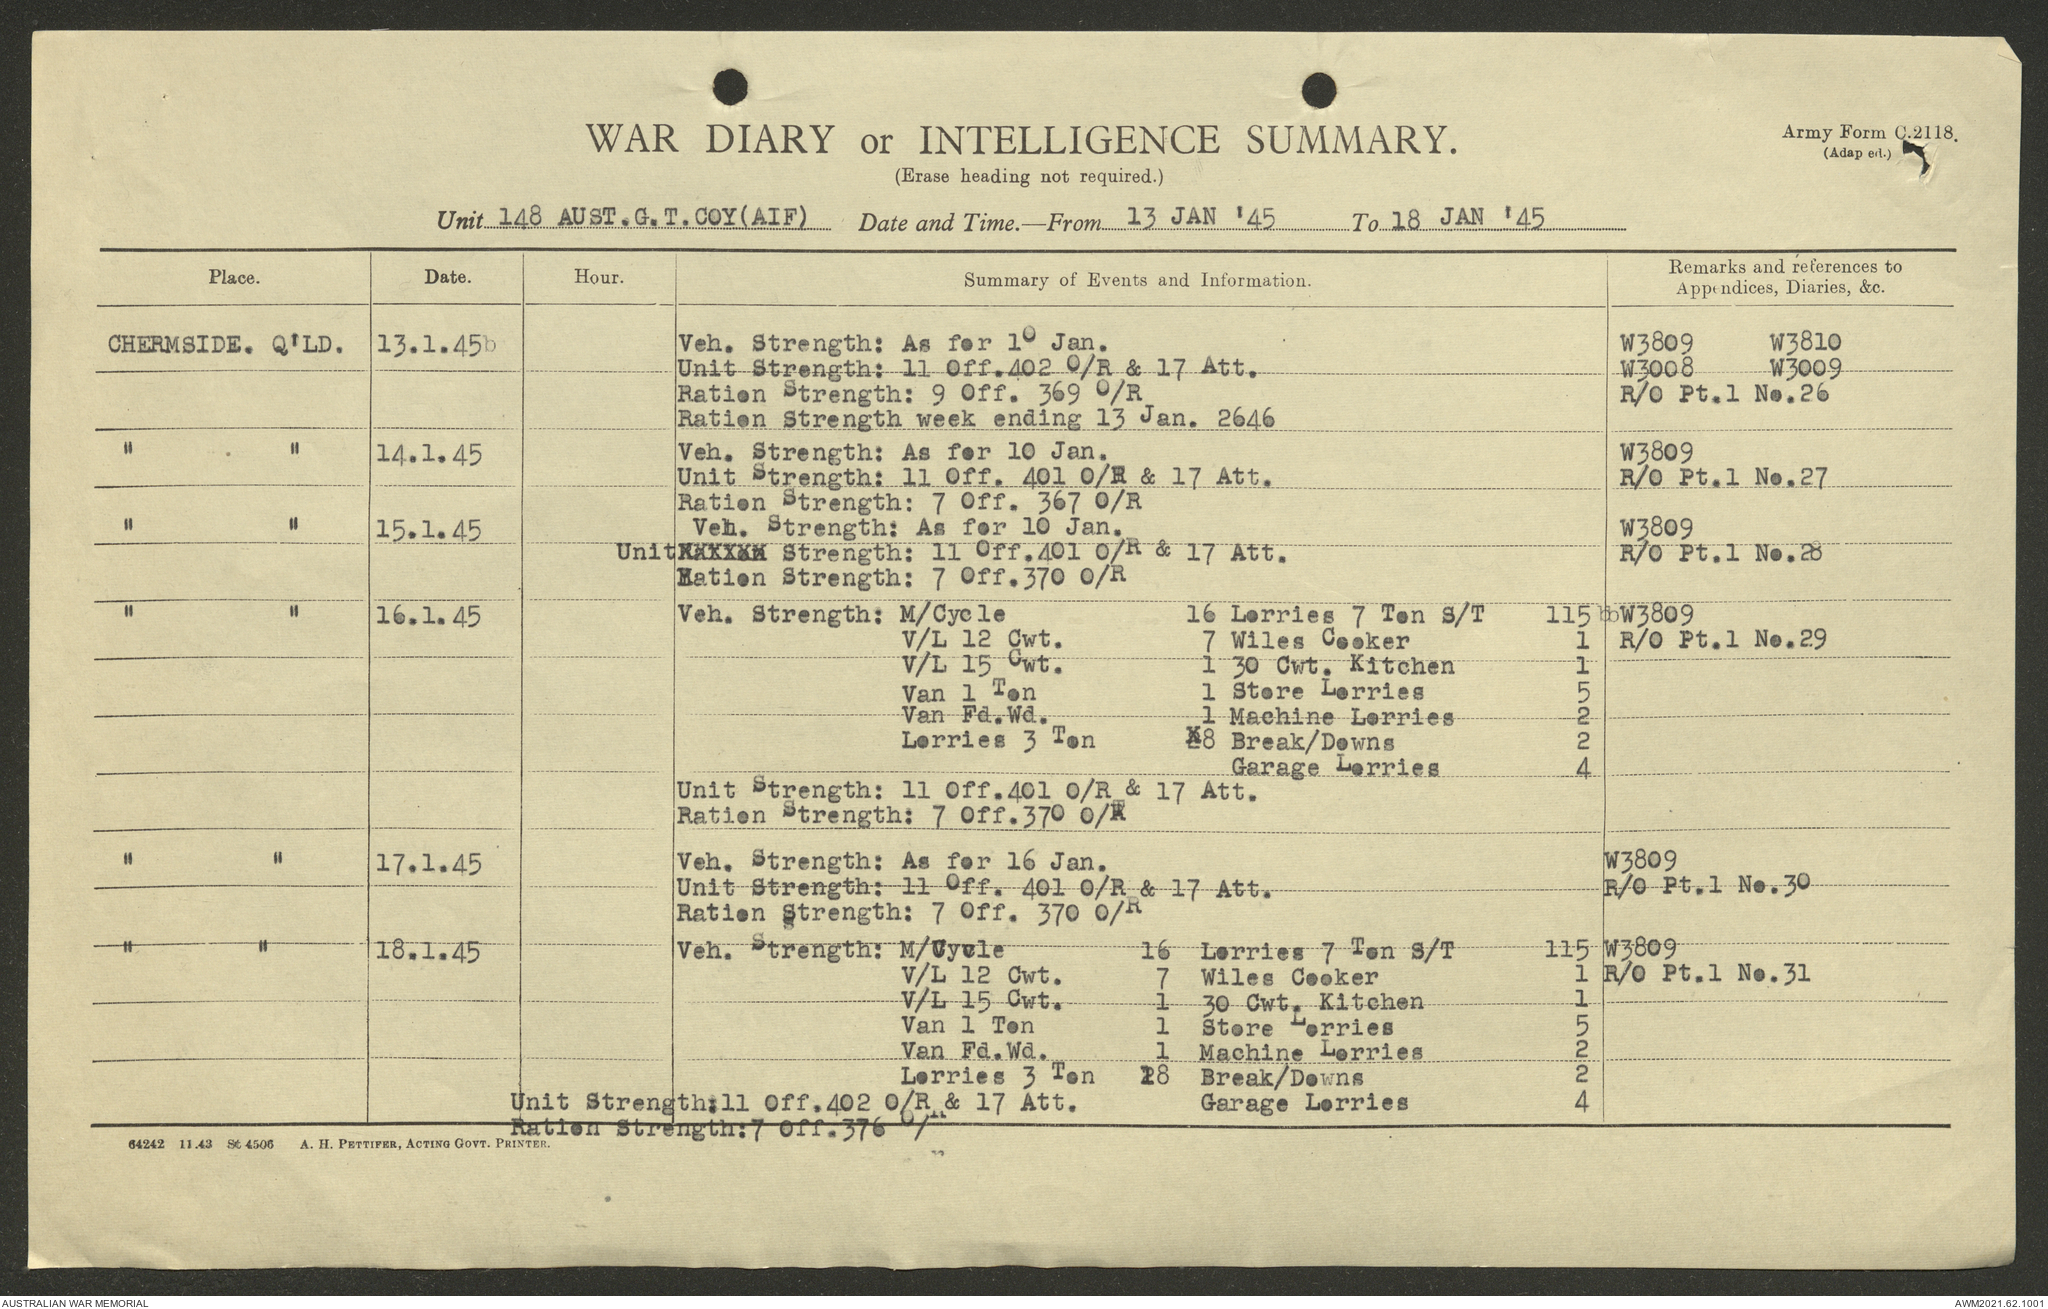 WAR DIARY or INTELLIGENCE SUMMARY.
Army Form C.2118.
(Adapted.)
(Erase heading not required.)
Unit 148 AUST.G.T.COY(AIF) Date and Time.—From 13 JAN '45 To 18 JAN '45
Place. Date. Hour. Summary of Events and Information. Remarks and references to Appendices, Diaries, &c.
CHERMSIDE. Q'LD. 13.1.45 Veh. Strength: As for 10 Jan. W3809 W3810
Unit Strength: 11 Off.402 O/R & 17 Att. W3008 W3009
Ration Strength: 9 Off. 369 O/R R/O Pt.1 No.26
Ration Strength week ending 13 Jan. 2646
" " 14.1.45 Veh. Strength: As for 10 Jan. W3809
Unit Strength: 11 Off. 401 O/R & 17 Att. R/O Pt.1 No.27
Ration Strength: 7 Off. 367 O/R
" " 15.1.45 Veh. Strength: As for 10 Jan. W3809
Unit Strength: 11 Off.401 O/R & 17 Att. R/O Pt.1 No.28
Ration Strength: 7 Off.370 O/R
" " 16.1.45 Veh. Strength: M/Cycle 16 Lorries 7 Ton S/T 115 W3809
V/L 12 Cwt. 7 Wiles Cooker 1 R/O Pt.1 No.29
V/L 15 Cwt. 1 30 Cwt. Kitchen 1
Van 1 Ton 1 Store Lorries 5
Van Fd.Wd. 1 Machine Lorries 2
Lorries 3 Ton 8 Break/Downs 2
Garage Lorries 4
Unit Strength: 11 Off.401 O/R & 17 Att.
Ration Strength: 7 Off.370 O/R
" " 17.1.45 Veh. Strength: As for 16 Jan. W3809
Unit Strength: 11 Off. 401 O/R & 17 Att. R/O Pt.1 No.30
Ration Strength: 7 Off. 370 O/R
" " 18.1.45 Veh. Strength: M/Cycle 16 Lorries 7 Ton S/T 115 W3809
V/L 12 Cwt. 7 Wiles Cooker 1 R/O Pt.1 No.31
V/L 15 Cwt. 1 30 Cwt. Kitchen 1
Van 1 Ton 1 Store Lorries 5
Van Fd.Wd. 1 Machine Lorries 2
Lorries 3 Ton 18 Break/Downs 2
Unit Strength:11 Off.402 O/R & 17 Att. Garage Lorries 4
Ration Strength:7 Off.376 O/R
64242 11.43 St 4506 A. H. PETTIFER, ACTING GOVT. PRINTER.
AUSTRALIAN WAR MEMORIAL
AWM2021.62.1001